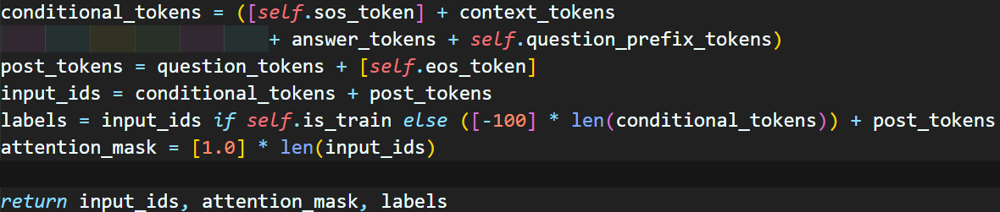 conditional_tokens = ([self.sos_token] + context_tokens
+ answer_tokens + self.question_prefix_tokens)
post_tokens = question_tokens + [self.eos_token]
input_ids = conditional_tokens + post_tokens
labels = input_ids if self.is_train else ([-100] * len(conditional_tokens)) + post_tokens
attention_mask = [1.0] * len(input_ids)
return input_ids, attention_mask, labels